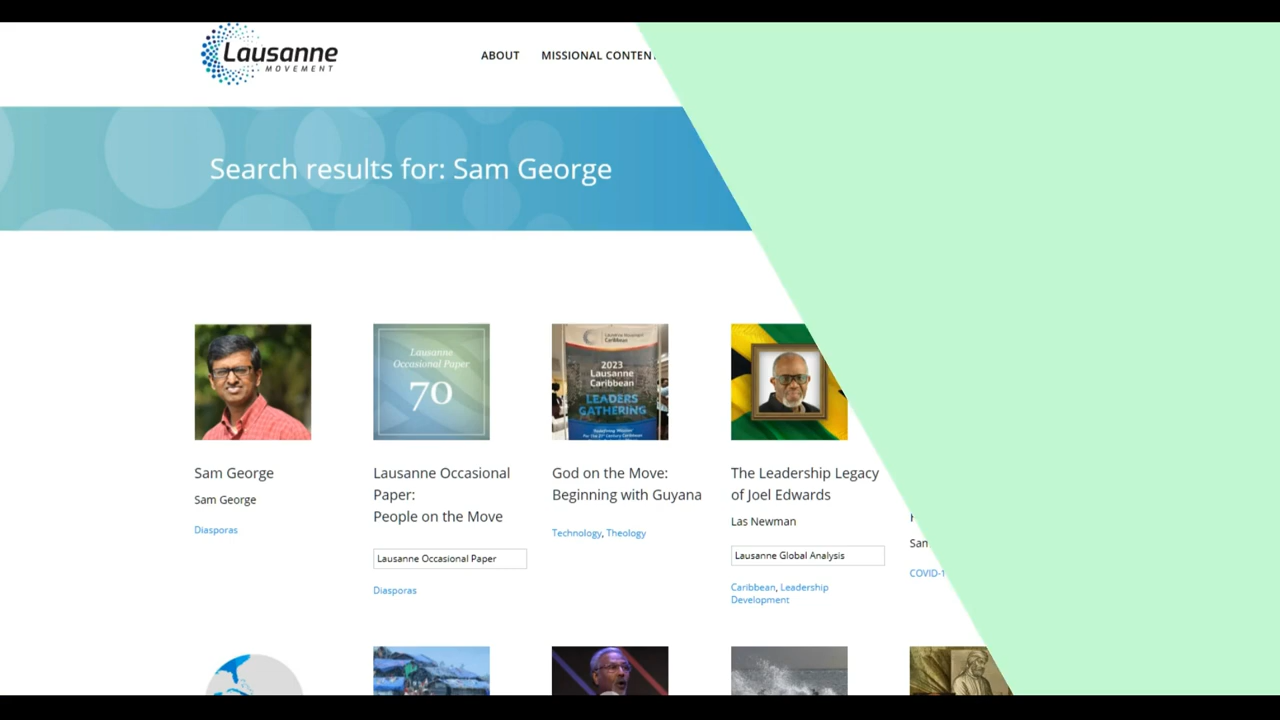 Lausanne
MOVEMENT
ABOUT
MISSIONAL CONTENT
Search results for: Sam George
Lausanne
Occasional Paper
70
2023
Lausanne
Caribbean
LEADERS
GATHERING
Sam George
Sam George
Diasporas
Lausanne Occasional
Paper:
People on the Move
Lausanne Occasional Paper
Diasporas
God on the Move:
Beginning with Guyana
Technology, Theology
The Leadership Legacy
of Joel Edwards
Las Newman
Lausanne Global Analysis
Caribbean, Leadership
Development
San
COVID-1